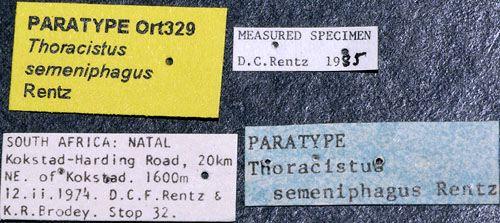 PARATYPE Ort329
Thoracistus
semeniphagus
Rentz
MEASURED SPECIMEN
D.C.Rentz 1985
SOUTH AFRICA: NATAL
Kokstad-Harding Road, 20km
NE. of Kokstad. 1600m
12.ii.1974. D.C.F.Rentz &
K.R.Brodey. Stop 32.
PARATYPE
Thoracistus
semeniphagus Rentz